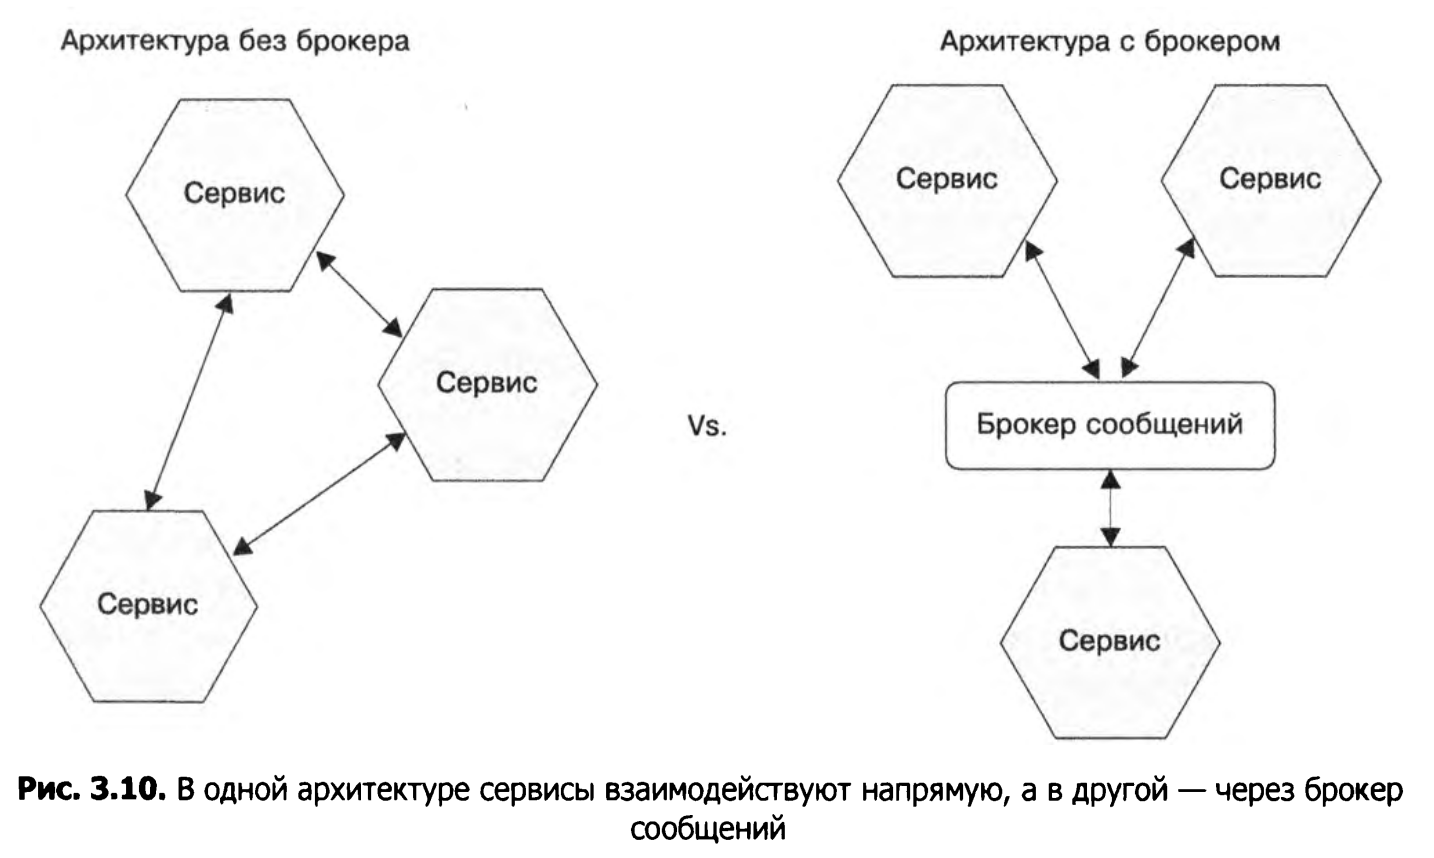 Архитектура без брокера
Сервис
Сервис
Сервис
Vs.
Архитектура с брокером
Сервис
Сервис
Брокер сообщений
Сервис
Рис. 3.10. В одной архитектуре сервисы взаимодействуют напрямую, а в другой — через брокер
сообщений